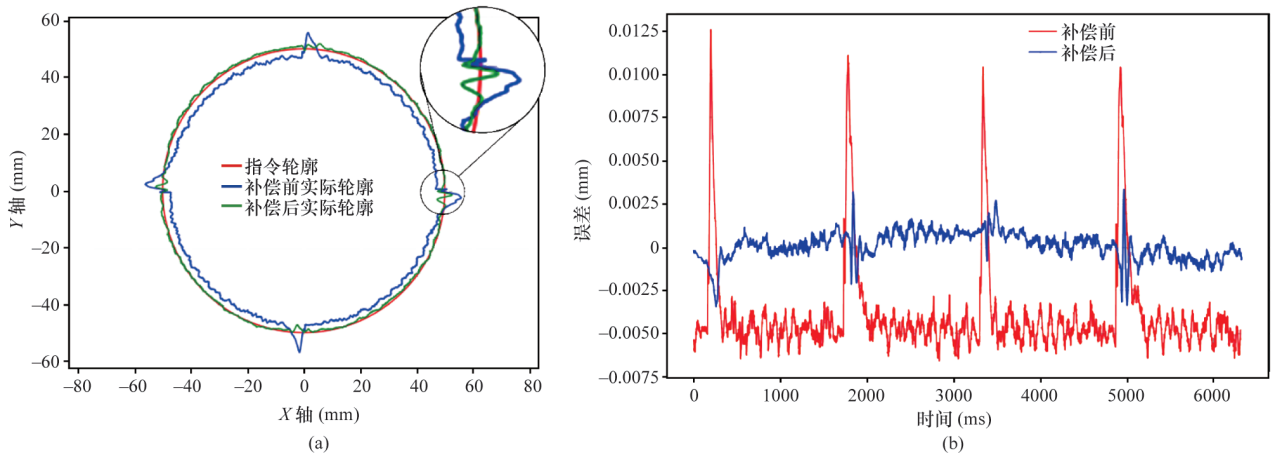 60
40
20
0
–20
–40
–60
–80
–60
–40
–20
0
20
40
60
80
Y 轴 (mm)
X 轴 (mm)
指令轮廓
补偿前实际轮廓
补偿后实际轮廓
(a)
0.0125
0.0100
0.0075
0.0050
0.0025
0
–0.0025
–0.0050
–0.0075
0
1000
2000
3000
4000
5000
6000
误差 (mm)
时间 (ms)
补偿前
补偿后
(b)